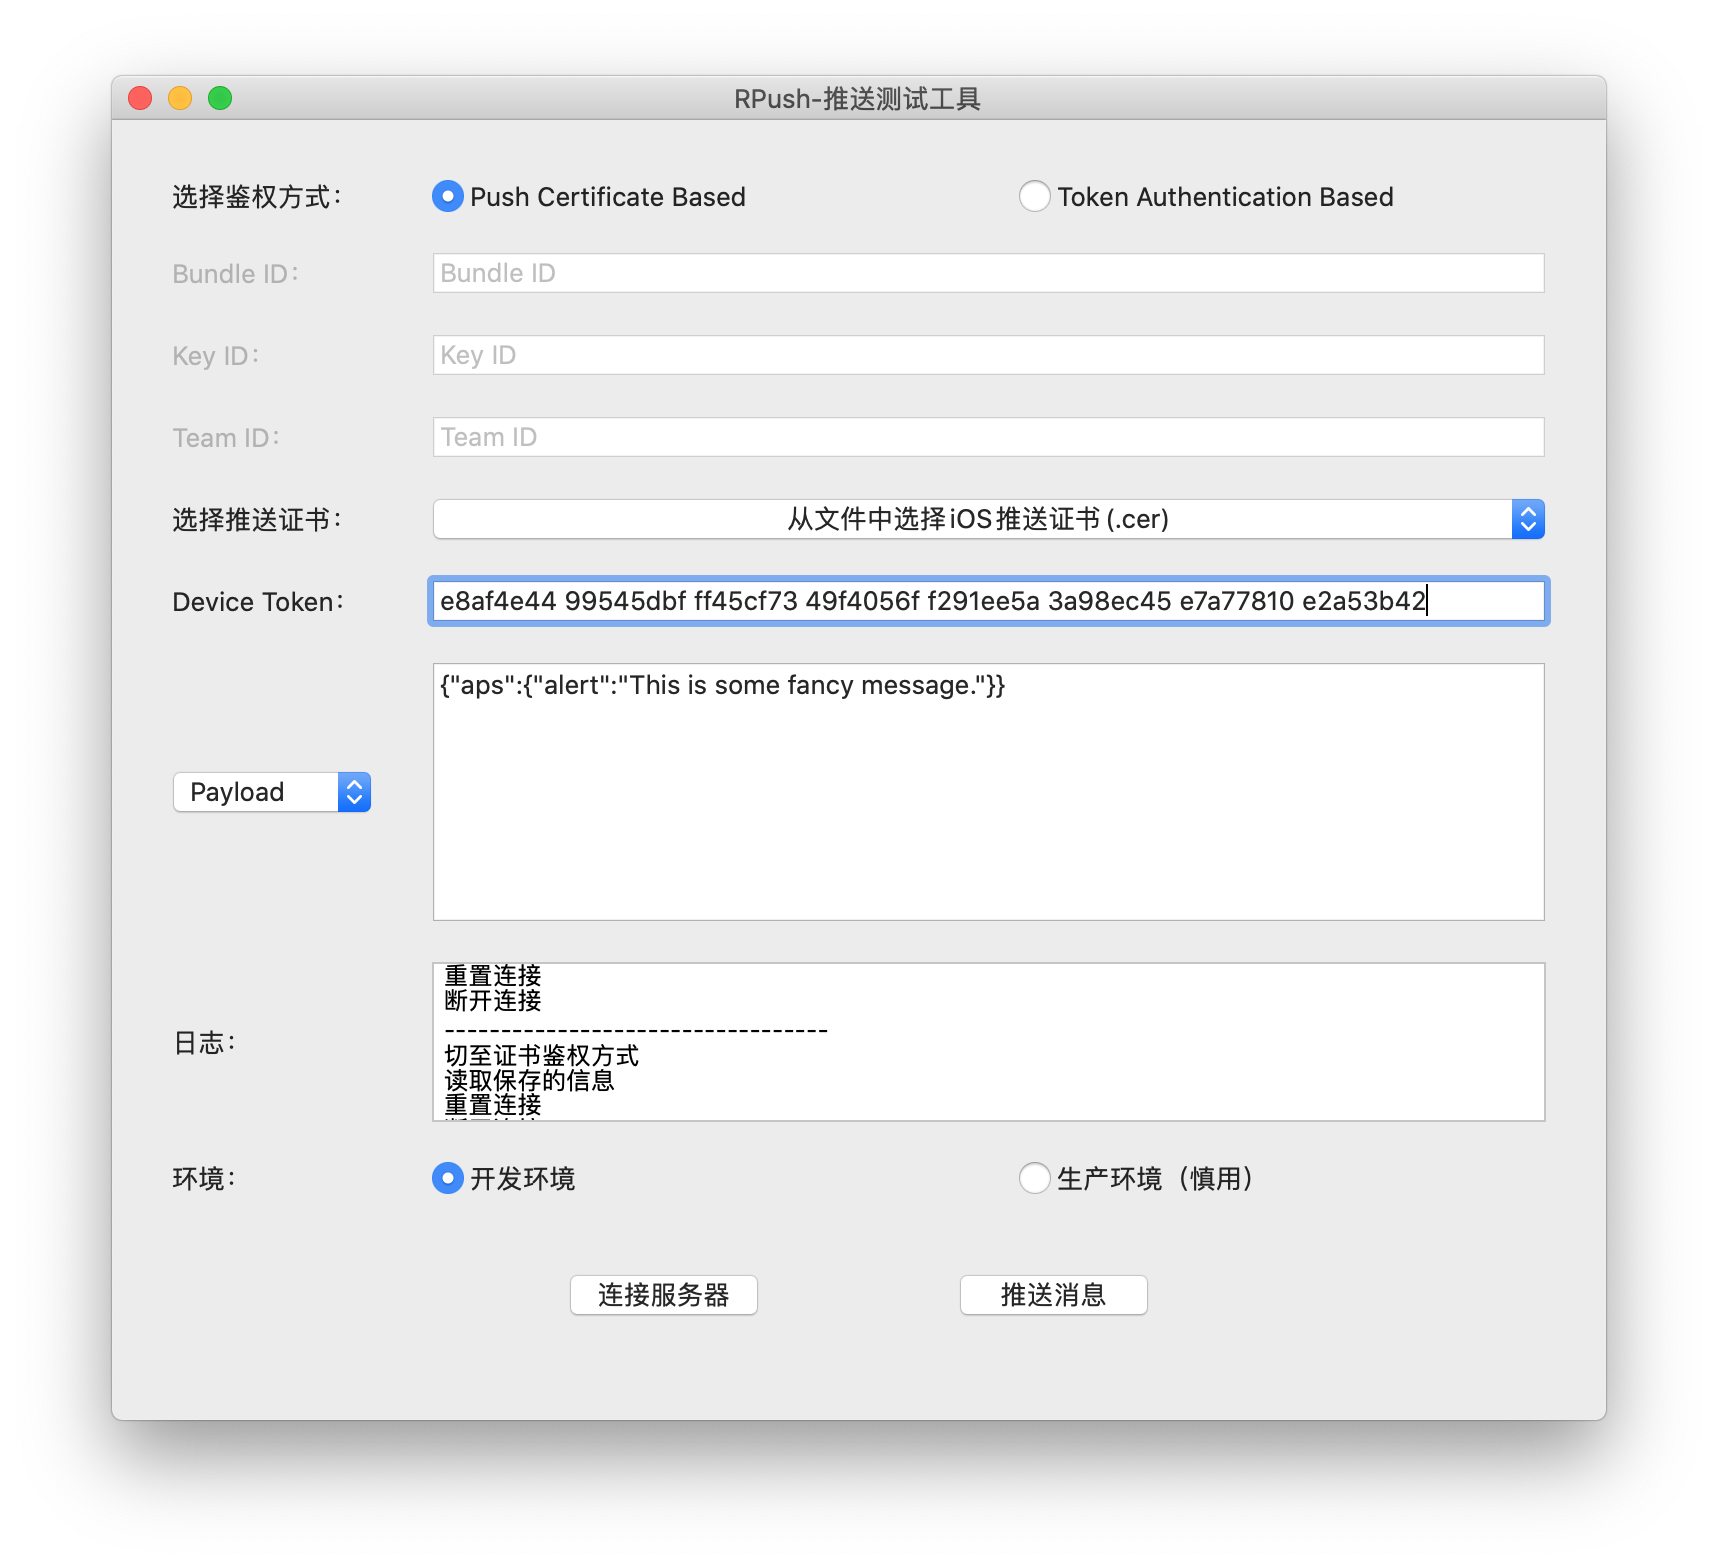 RPush-推送测试工具
选择鉴权方式： Push Certificate Based Token Authentication Based
Bundle ID： Bundle ID
Key ID： Key ID
Team ID： Team ID
选择推送证书： 从文件中选择iOS推送证书(.cer)
Device Token： e8af4e44 99545dbf ff45cf73 49f4056f f291ee5a 3a98ec45 e7a77810 e2a53b42
{"aps":{"alert":"This is some fancy message."}}
Payload
重置连接
断开连接
----------------------------------
日志：
切至证书鉴权方式
读取保存的信息
重置连接
环境： 开发环境 生产环境（慎用）
连接服务器 推送消息